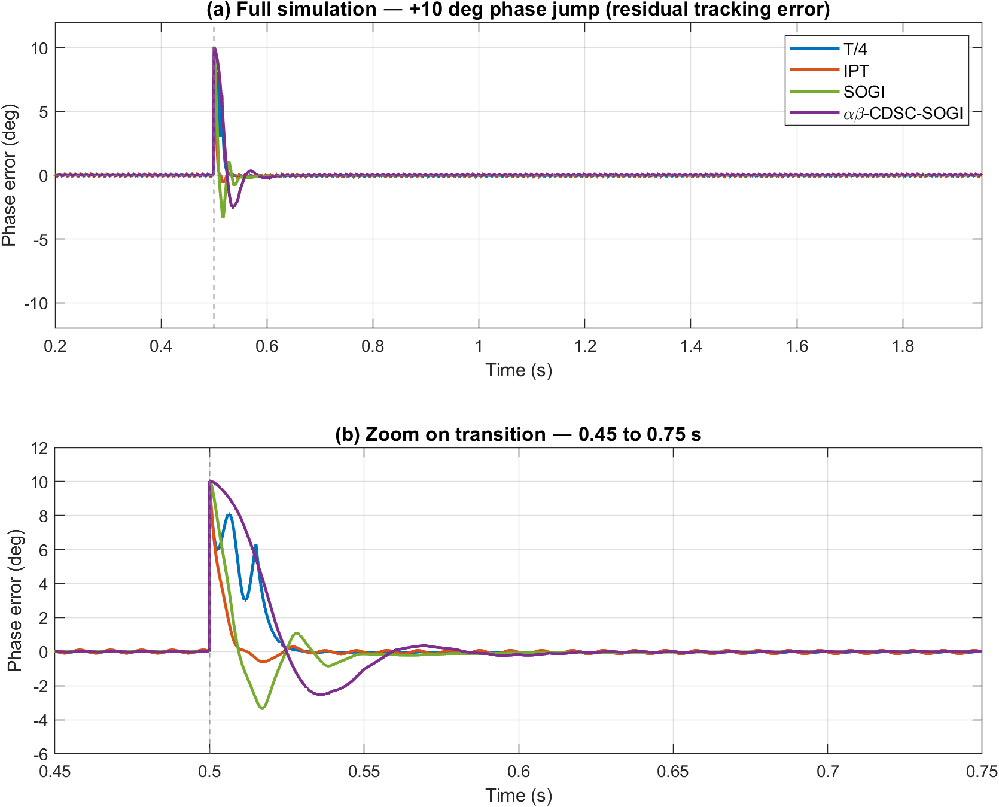 (a) Full simulation — +10 deg phase jump (residual tracking error)
10
5
0
-5
-10
Phase error (deg)
T/4
IPT
SOGI
αβ-CDSC-SOGI
0.2 0.4 0.6 0.8 1 1.2 1.4 1.6 1.8
Time (s)
(b) Zoom on transition — 0.45 to 0.75 s
12
10
8
6
4
2
0
-2
-4
-6
Phase error (deg)
0.45 0.5 0.55 0.6 0.65 0.7 0.75
Time (s)